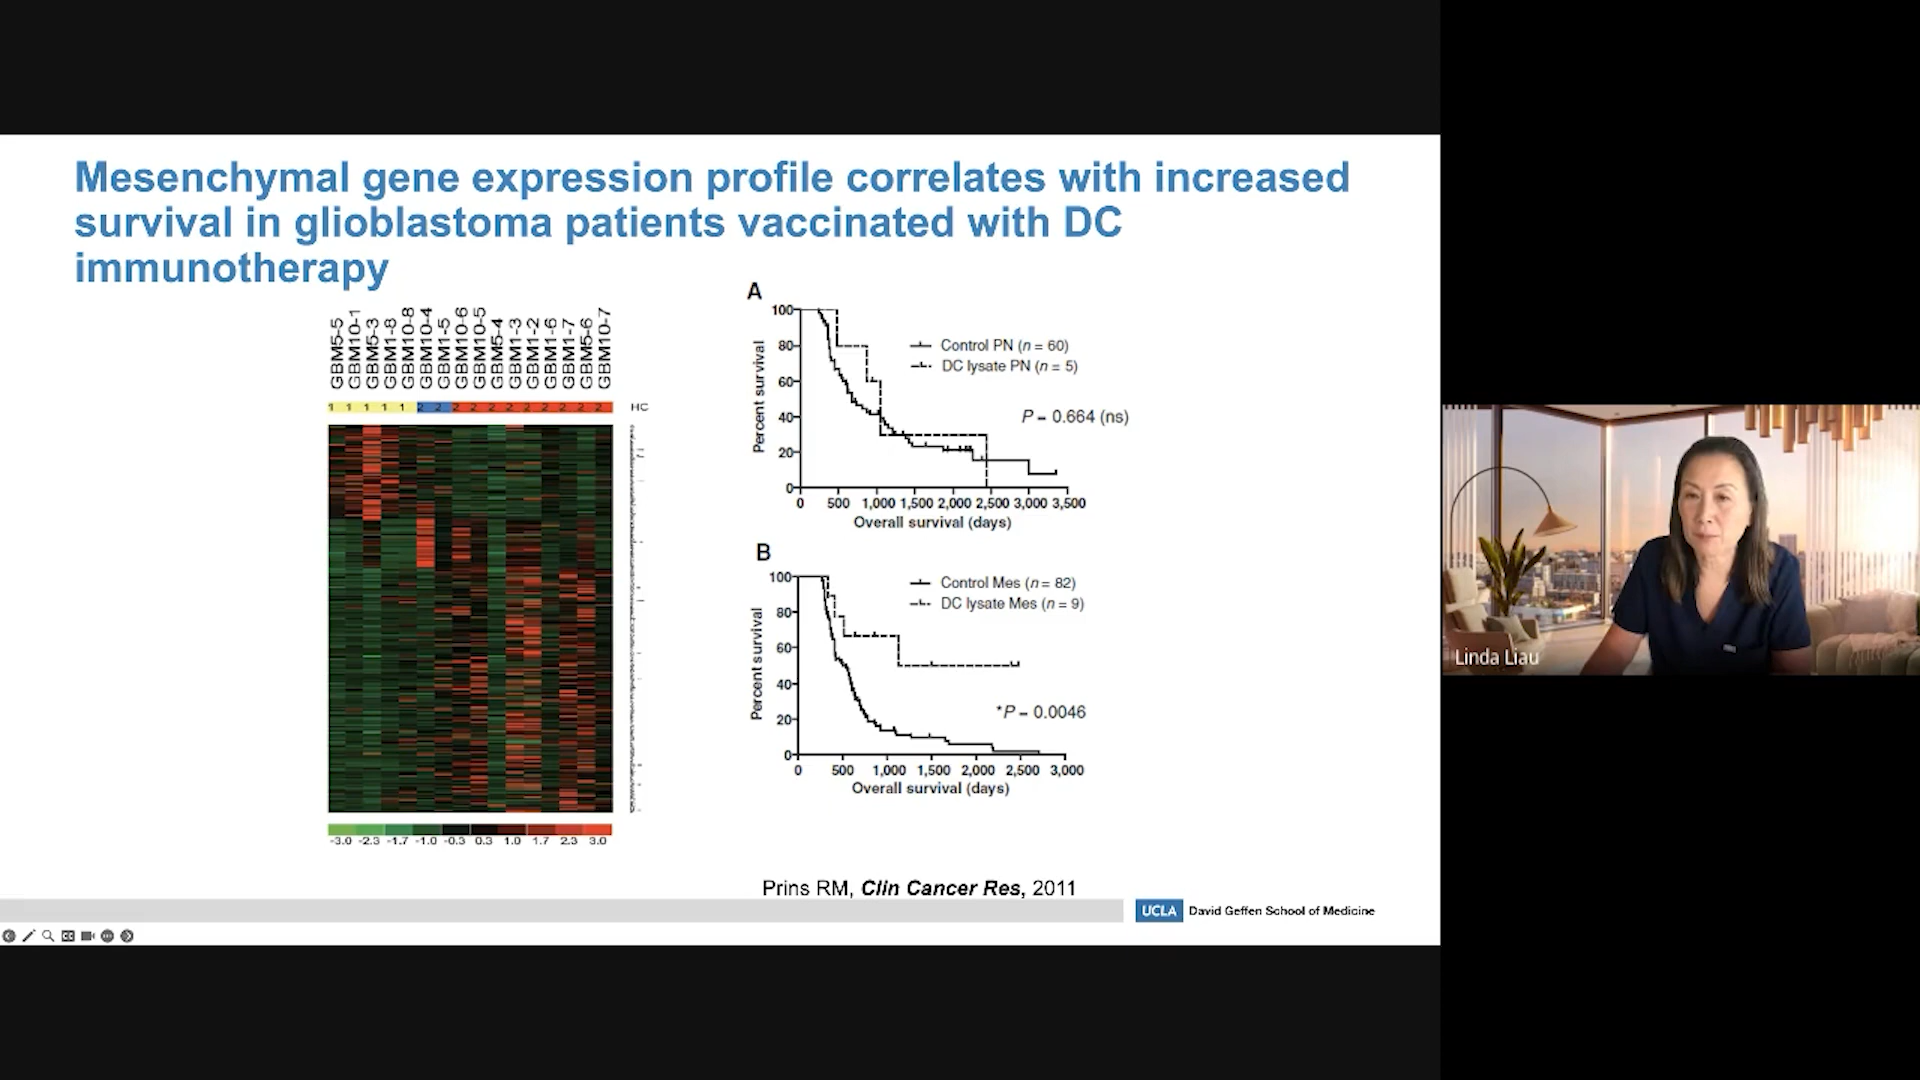 Mesenchymal gene expression profile correlates with increased
survival in glioblastoma patients vaccinated with DC
immunotherapy
GBM5-5
GBM10-1
GBM5-3
GBM1-8
GBM10-8
GBM10-4
GBM1-5
GBM10-6
GBM10-5
GBM5-4
GBM1-3
GBM1-2
GBM1-6
GBM1-7
GBM5-6
GBM10-7
1 1 1 1 1 2 2 2 2 2 2 2 2 2 2 2 HC
-3.0 -2.3 -1.7 -1.0 -0.3 0.3 1.0 1.7 2.3 3.0
A
Percent survival
100
80
60
40
20
0
Control PN (n = 60)
DC lysate PN (n = 5)
P = 0.664 (ns)
0 500 1,000 1,500 2,000 2,500 3,000 3,500
Overall survival (days)
B
Percent survival
100
80
60
40
20
0
Control Mes (n = 82)
DC lysate Mes (n = 9)
*P = 0.0046
0 500 1,000 1,500 2,000 2,500 3,000
Overall survival (days)
Prins RM, Clin Cancer Res, 2011
UCLA David Geffen School of Medicine
Linda Liau